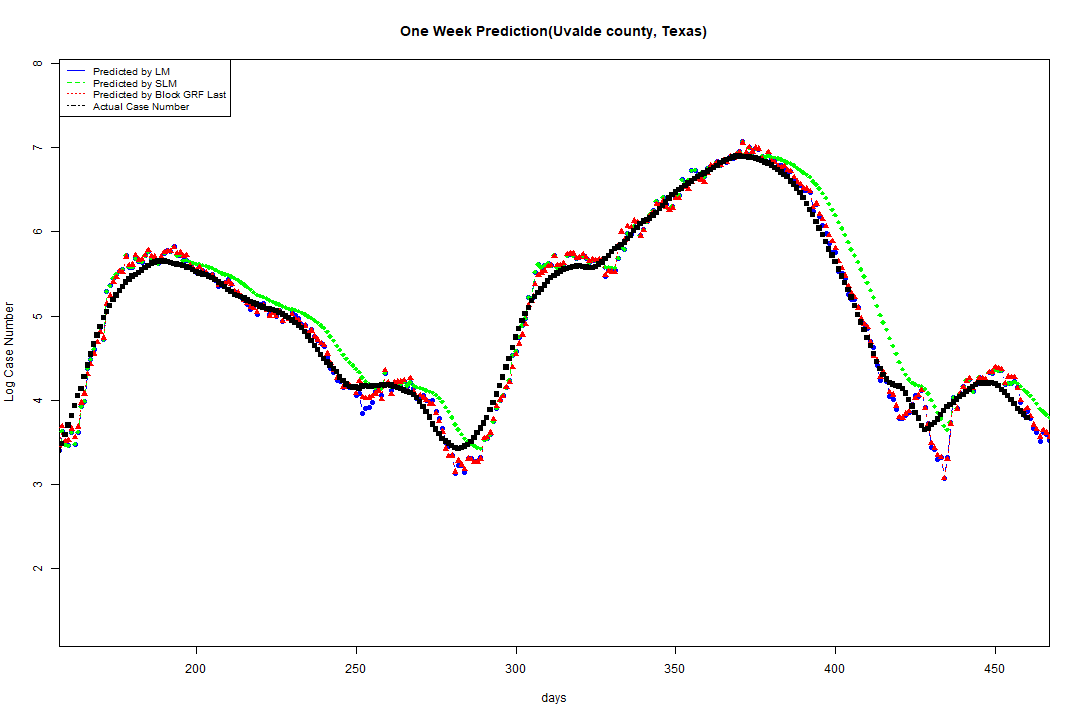 One Week Prediction(Uvalde county, Texas)
Predicted by LM
Predicted by SLM
Predicted by Block GRF Last
Actual Case Number
8
7
6
5
4
3
2
Log Case Number
200 250 300 350 400 450
days